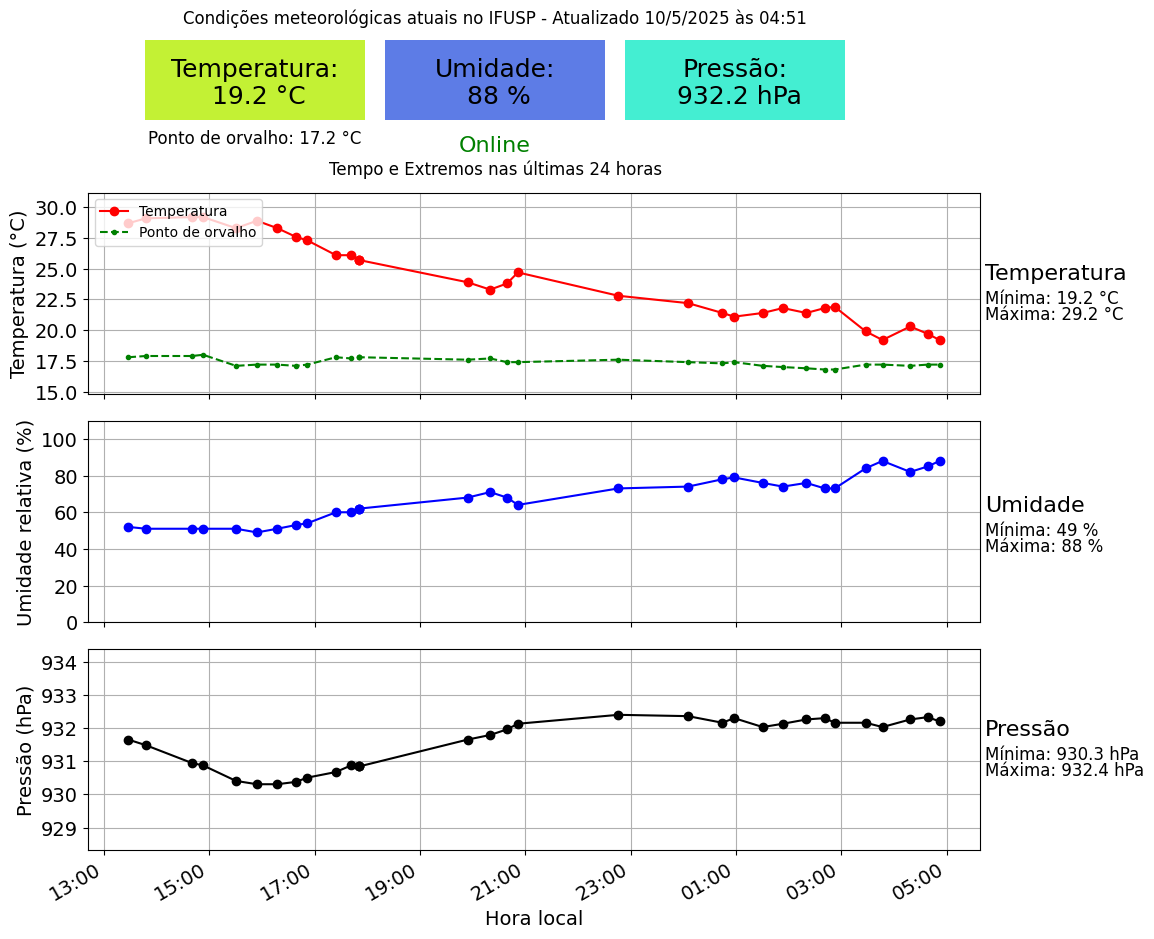 Condições meteorológicas atuais no IFUSP - Atualizado 10/5/2025 às 04:51
Temperatura:
19.2 °C
Umidade:
88 %
Pressão:
932.2 hPa
Ponto de orvalho: 17.2 °C
Online
Tempo e Extremos nas últimas 24 horas
Temperatura (°C)
30.0
27.5
25.0
22.5
20.0
17.5
15.0
Temperatura
Ponto de orvalho
Temperatura
Mínima: 19.2 °C
Máxima: 29.2 °C
Umidade relativa (%)
100
80
60
40
20
0
Umidade
Mínima: 49 %
Máxima: 88 %
Pressão (hPa)
934
933
932
931
930
929
Pressão
Mínima: 930.3 hPa
Máxima: 932.4 hPa
13:00
15:00
17:00
19:00
21:00
23:00
01:00
03:00
05:00
Hora local